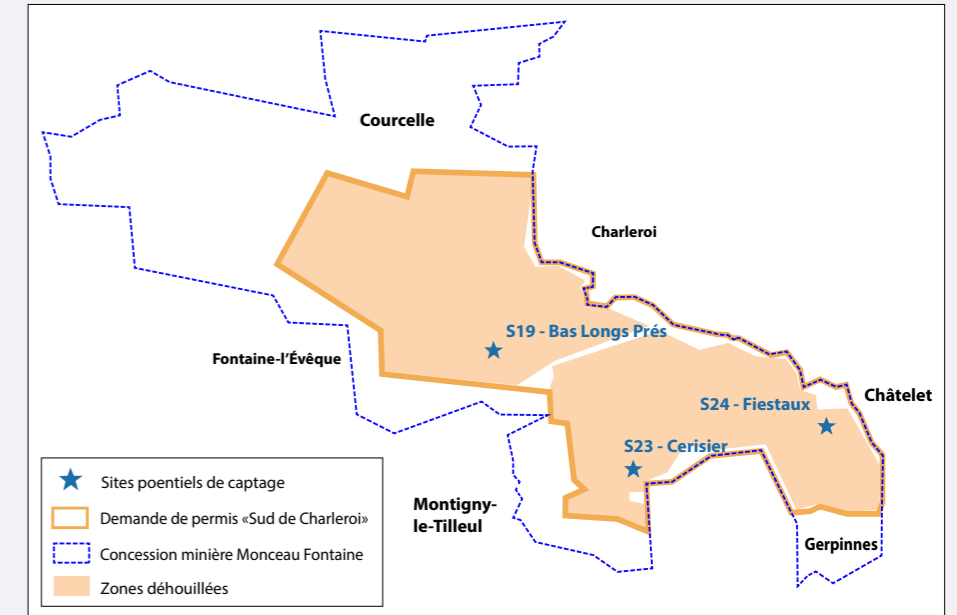 Courcelle
Charleroi
S19 - Bas Longs Prés
Fontaine-l'Évêque
Châtelet
S24 - Fiestaux
S23 - Cerisier
Montigny-
le-Tilleul
Gerpinnes
Sites poentiels de captage
Demande de permis «Sud de Charleroi»
Concession minière Monceau Fontaine
Zones déhouillées